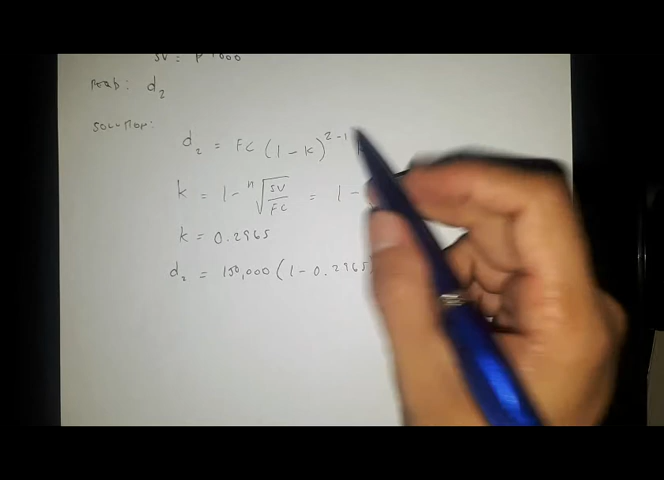 SV = ₱ 9000
Reqd: d₂
Solution:
d₂ = FC (1 - k)²⁻¹ k
k = 1 - ⁿ√(SV/FC) = 1 -
k = 0.2965
d₂ = 150,000 (1 - 0.2965)